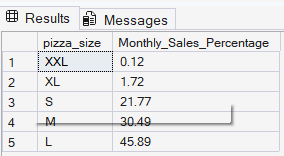 Results Messages
pizza_size Monthly_Sales_Percentage
1 XXL 0.12
2 XL 1.72
3 S 21.77
4 M 30.49
5 L 45.89